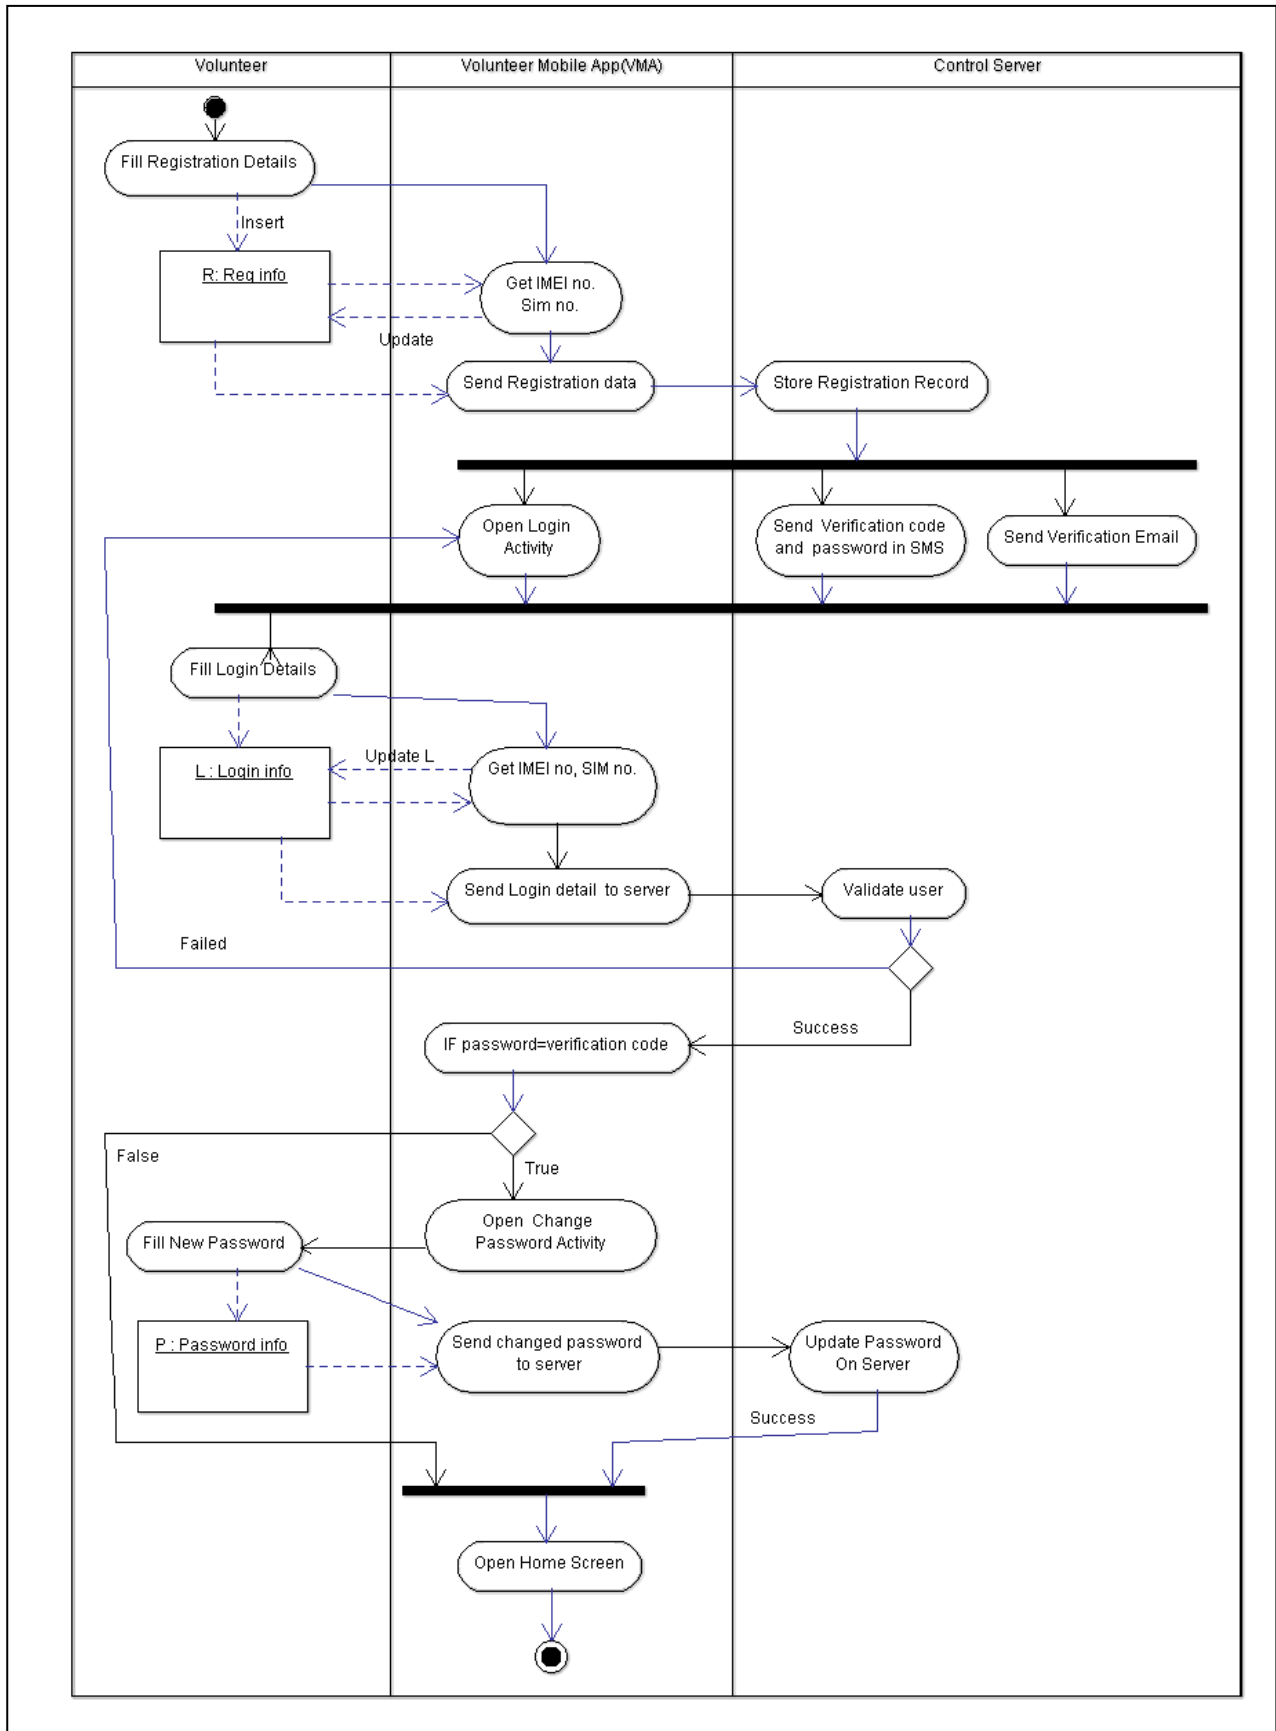 Volunteer
Volunteer Mobile App(VMA)
Control Server
Fill Registration Details
Insert
R: Reg info
Get IMEI no.
Sim no.
Update
Send Registration data
Store Registration Record
Open Login
Activity
Send Verification code
and password in SMS
Send Verification Email
Fill Login Details
Update L
L : Login info
Get IMEI no, SIM no.
Send Login detail to server
Validate user
Failed
Success
IF password=verification code
False
True
Open Change
Password Activity
Fill New Password
P : Password info
Send changed password
to server
Update Password
On Server
Success
Open Home Screen